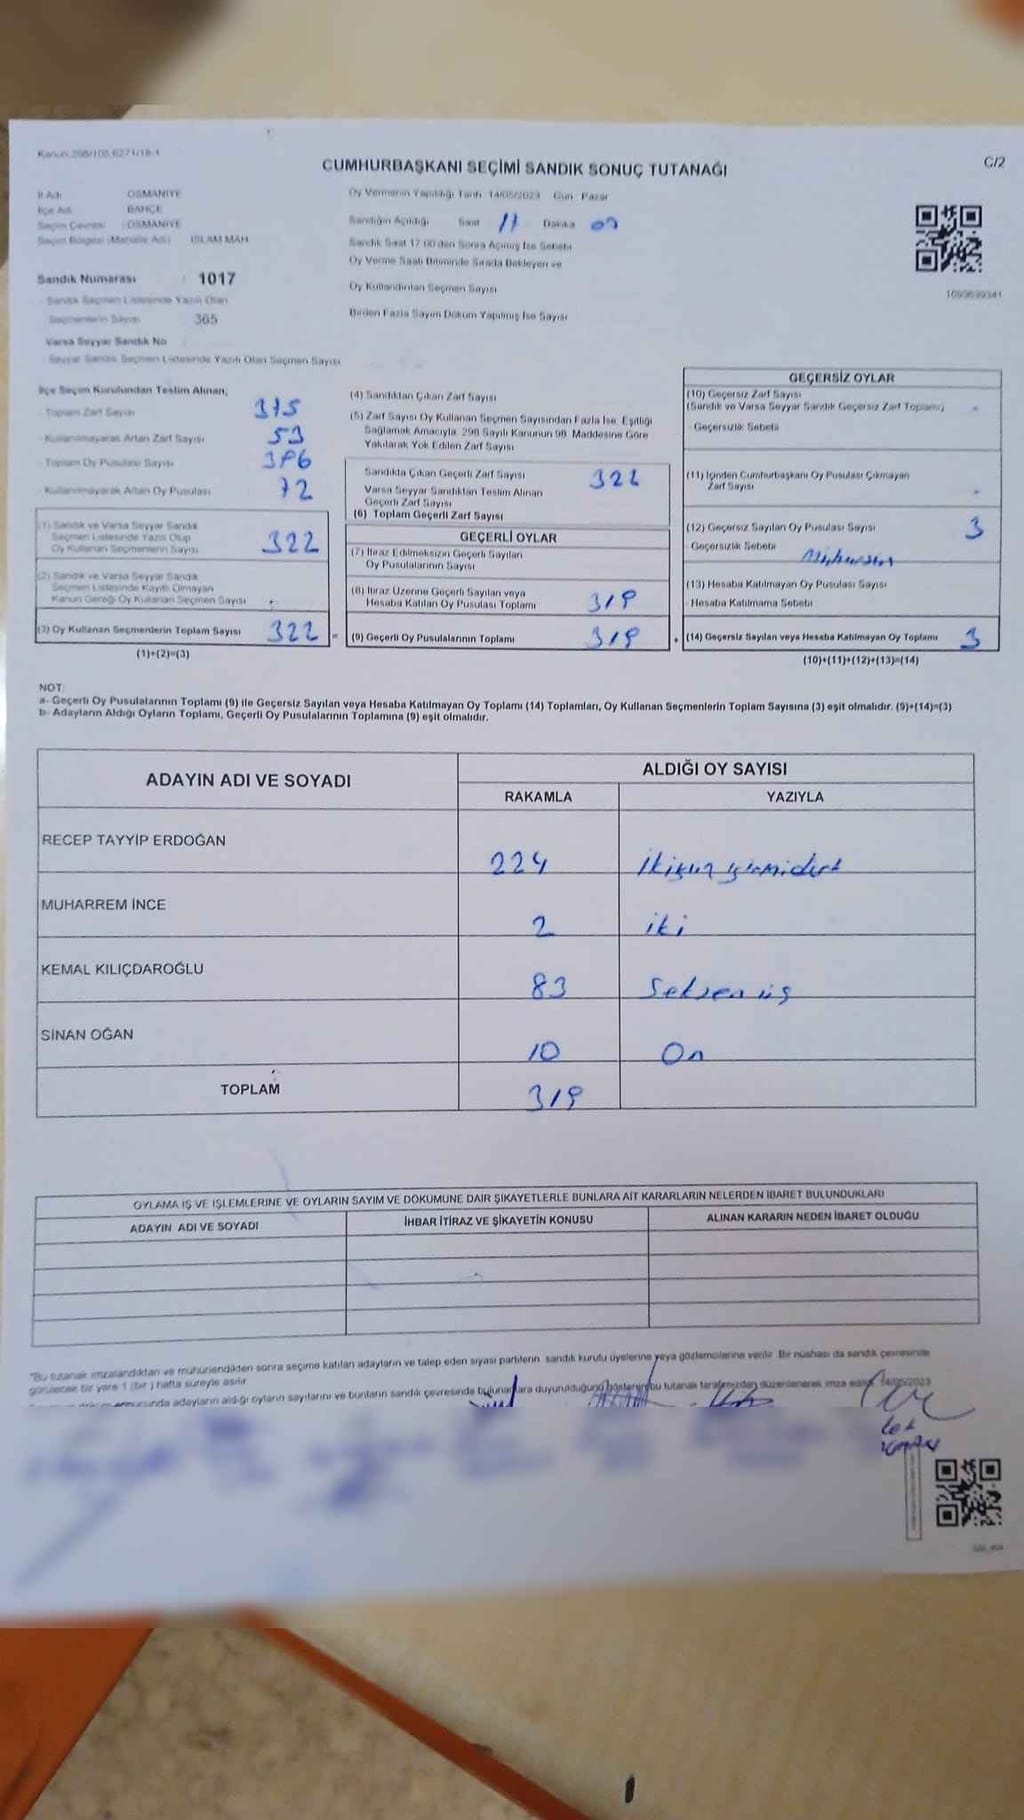 Kanun:298/105,6271/18-1
C/2
CUMHURBAŞKANI SEÇİMİ SANDIK SONUÇ TUTANAĞI
İl Adı OSMANİYE
İlçe Adı BAHÇE
Seçim Çevresi : OSMANİYE
Seçim Bölgesi (Mahalle Adı) İSLAM MAH.
Oy Vermenin Yapıldığı Tarih 14/05/2023 Gün Pazar
Sandığın Açıldığı Saat 17 Dakika
Sandık Saat 17.00'den Sonra Açılmış İse Sebebi
Oy Verme Saati Bitiminde Sırada Bekleyen ve
Oy Kullandırılan Seçmen Sayısı
Birden Fazla Sayım Döküm Yapılmış İse Sayısı
1093639341
Sandık Numarası : 1017
Sandık Seçmen Listesinde Yazılı Olan
Seçmenlerin Sayısı 365
Varsa Seyyar Sandık No :
Seyyar Sandık Seçmen Listesinde Yazılı Olan Seçmen Sayısı
İlçe Seçim Kurulundan Teslim Alınan;
- Toplam Zarf Sayısı 375
- Kullanılmayarak Artan Zarf Sayısı 53
- Toplam Oy Pusulası Sayısı
- Kullanılmayarak Artan Oy Pusulası 72
(1) Sandık ve Varsa Seyyar Sandık
Seçmen Listesinde Yazılı Olup
Oy Kullanan Seçmenlerin Sayısı 322
(2) Sandık ve Varsa Seyyar Sandık
Seçmen Listesinde Kayıtlı Olmayan
Kanun Gereği Oy Kullanan Seçmen Sayısı
(3) Oy Kullanan Seçmenlerin Toplam Sayısı 322
(1)+(2)=(3)
=
(4) Sandıktan Çıkan Zarf Sayısı
(5) Zarf Sayısı Oy Kullanan Seçmen Sayısından Fazla İse, Eşitliği
Sağlamak Amacıyla, 298 Sayılı Kanunun 98. Maddesine Göre
Yakılarak Yok Edilen Zarf Sayısı
Sandıkta Çıkan Geçerli Zarf Sayısı 322
Varsa Seyyar Sandıktan Teslim Alınan
Geçerli Zarf Sayısı
(6) Toplam Geçerli Zarf Sayısı
GEÇERLİ OYLAR
(7) İtiraz Edilmeksizin Geçerli Sayılan
Oy Pusulalarının Sayısı
(8) İtiraz Üzerine Geçerli Sayılan veya
Hesaba Katılan Oy Pusulası Toplamı 319
(9) Geçerli Oy Pusulalarının Toplamı 319
+
GEÇERSİZ OYLAR
(10) Geçersiz Zarf Sayısı
(Sandık ve Varsa Seyyar Sandık Geçersiz Zarf Toplamı)
- Geçersizlik Sebebi
(11) İçinden Cumhurbaşkanı Oy Pusulası Çıkmayan
Zarf Sayısı
(12) Geçersiz Sayılan Oy Pusulası Sayısı 3
- Geçersizlik Sebebi
(13) Hesaba Katılmayan Oy Pusulası Sayısı
- Hesaba Katılmama Sebebi
(14) Geçersiz Sayılan veya Hesaba Katılmayan Oy Toplamı 3
(10)+(11)+(12)+(13)=(14)
NOT:
a- Geçerli Oy Pusulalarının Toplamı (9) ile Geçersiz Sayılan veya Hesaba Katılmayan Oy Toplamı (14) Toplamları, Oy Kullanan Seçmenlerin Toplam Sayısına (3) eşit olmalıdır. (9)+(14)=(3)
b- Adayların Aldığı Oyların Toplamı, Geçerli Oy Pusulalarının Toplamına (9) eşit olmalıdır.
ADAYIN ADI VE SOYADI ALDIĞI OY SAYISI
RAKAMLA YAZIYLA
RECEP TAYYİP ERDOĞAN 224 ikiyüz yirmidört
MUHARREM İNCE 2 iki
KEMAL KILIÇDAROĞLU 83 Seksen üç
SİNAN OĞAN 10 On
TOPLAM 319
OYLAMA İŞ VE İŞLEMLERİNE VE OYLARIN SAYIM VE DÖKÜMÜNE DAİR ŞİKAYETLERLE BUNLARA AİT KARARLARIN NELERDEN İBARET BULUNDUKLARI
ADAYIN ADI VE SOYADI İHBAR İTİRAZ VE ŞİKAYETİN KONUSU ALINAN KARARIN NEDEN İBARET OLDUĞU
*Bu tutanak imzalandıktan ve mühürlendikten sonra seçime katılan adayların ve talep eden siyasi partilerin sandık kurulu üyelerine veya gözlemcilerine verilir. Bir nüshası da sandık çevresinde
görülecek bir yere 1 (bir) hafta süreyle asılır.
adayların aldığı oyların sayılarını ve bunların sandık çevresinde bulunanlara duyurulduğunu gösteren bu tutanak tarafımızdan düzenlenerek imza edildi. 14/05/2023